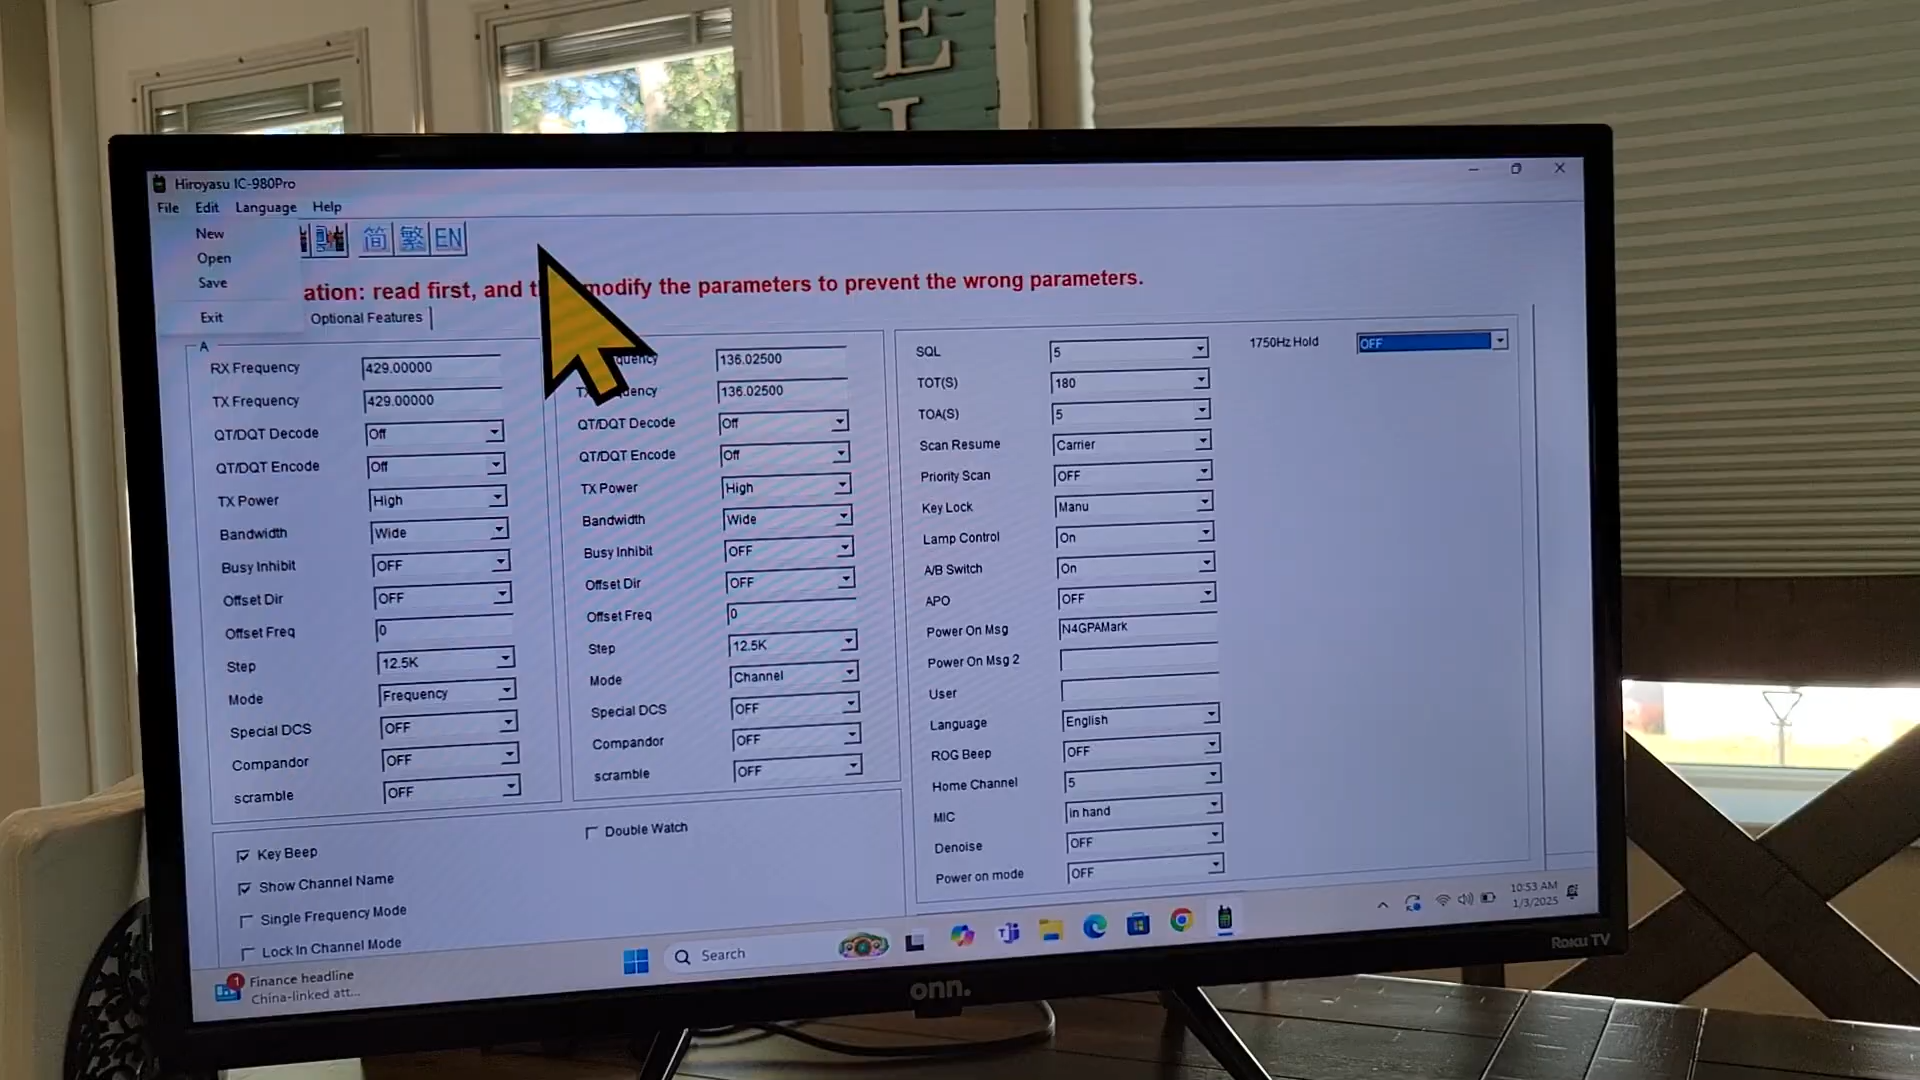 E
L
Hiroyasu IC-980Pro
File Edit Language Help
New
Open
Save
Exit
简 繁 EN
ation: read first, and modify the parameters to prevent the wrong parameters.
Optional Features
A
RX Frequency 429.00000
TX Frequency 429.00000
QT/DQT Decode Off
QT/DQT Encode Off
TX Power High
Bandwidth Wide
Busy Inhibit OFF
Offset Dir OFF
Offset Freq 0
Step 12.5K
Mode Frequency
Special DCS OFF
Compandor OFF
scramble OFF
quency 136.02500
TX uency 136.02500
QT/DQT Decode Off
QT/DQT Encode Off
TX Power High
Bandwidth Wide
Busy Inhibit OFF
Offset Dir OFF
Offset Freq 0
Step 12.5K
Mode Channel
Special DCS OFF
Compandor OFF
scramble OFF
SQL 5
TOT(S) 180
TOA(S) 5
Scan Resume Carrier
Priority Scan OFF
Key Lock Manu
Lamp Control On
A/B Switch On
APO OFF
Power On Msg N4GPAMark
Power On Msg 2
User
Language English
ROG Beep OFF
Home Channel 5
MIC in hand
Denoise OFF
Power on mode OFF
1750Hz Hold OFF
Key Beep
Show Channel Name
Single Frequency Mode
Lock In Channel Mode
Double Watch
1
Finance headline
China-linked att...
Search
10:53 AM
1/3/2025
Roku TV
onn.